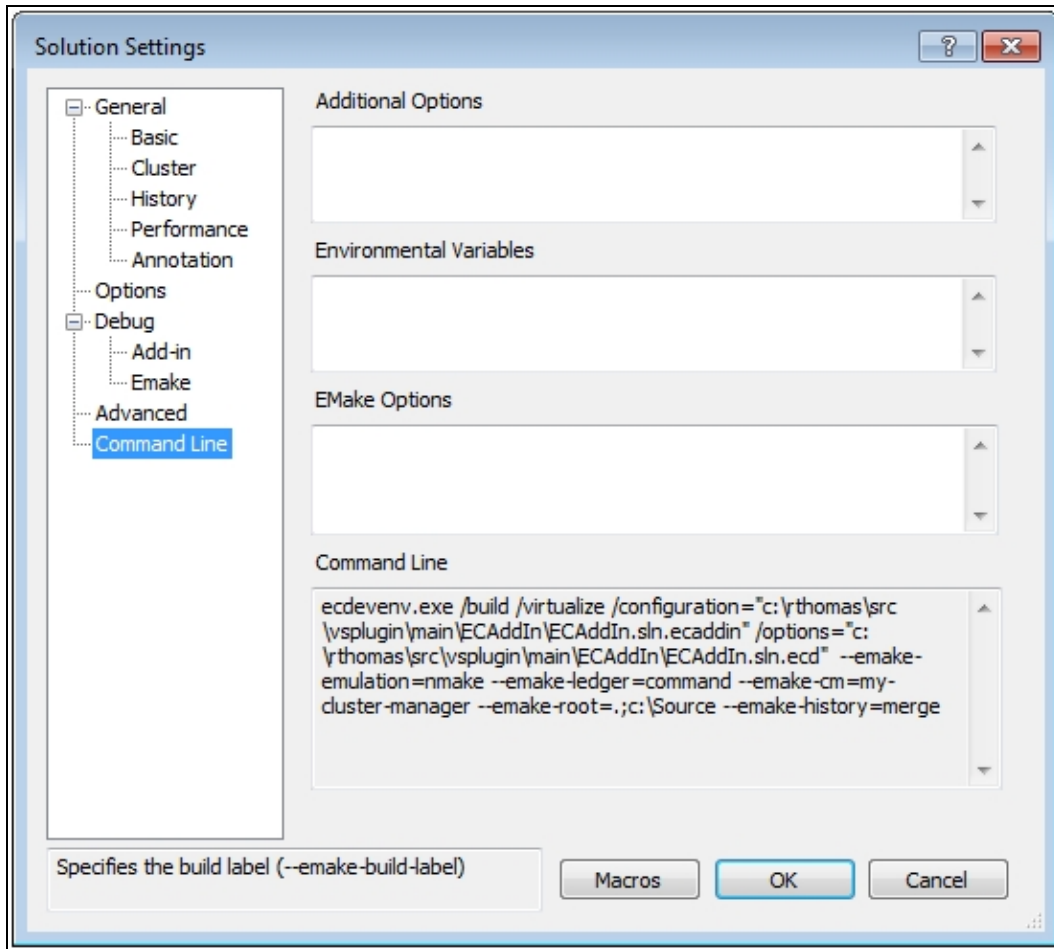 Solution Settings
General
Basic
Cluster
History
Performance
Annotation
Options
Debug
Add-in
Emake
Advanced
Command Line
Additional Options
Environmental Variables
EMake Options
Command Line
ecdevenv.exe /build /virtualize /configuration="c:\rthomas\src
\vsplugin\main\ECAddIn\ECAddIn.sln.ecaddin" /options="c:
\rthomas\src\vsplugin\main\ECAddIn\ECAddIn.sln.ecd"  --emake-
emulation=nmake --emake-ledger=command --emake-cm=my-
cluster-manager --emake-root=.;c:\Source --emake-history=merge
Specifies the build label (--emake-build-label)
Macros
OK
Cancel